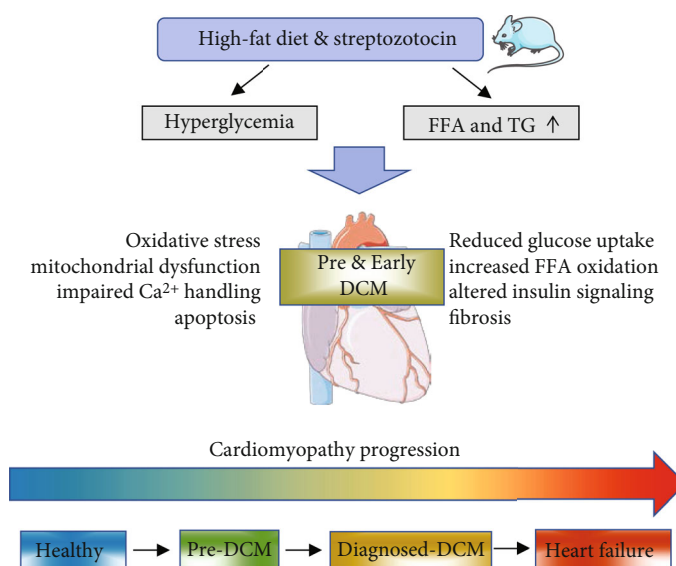 High-fat diet & streptozotocin
Hyperglycemia
FFA and TG ↑
Oxidative stress
mitochondrial dysfunction
impaired Ca²⁺ handling
apoptosis
Pre & Early
DCM
Reduced glucose uptake
increased FFA oxidation
altered insulin signaling
fibrosis
Cardiomyopathy progression
Healthy
Pre-DCM
Diagnosed-DCM
Heart failure